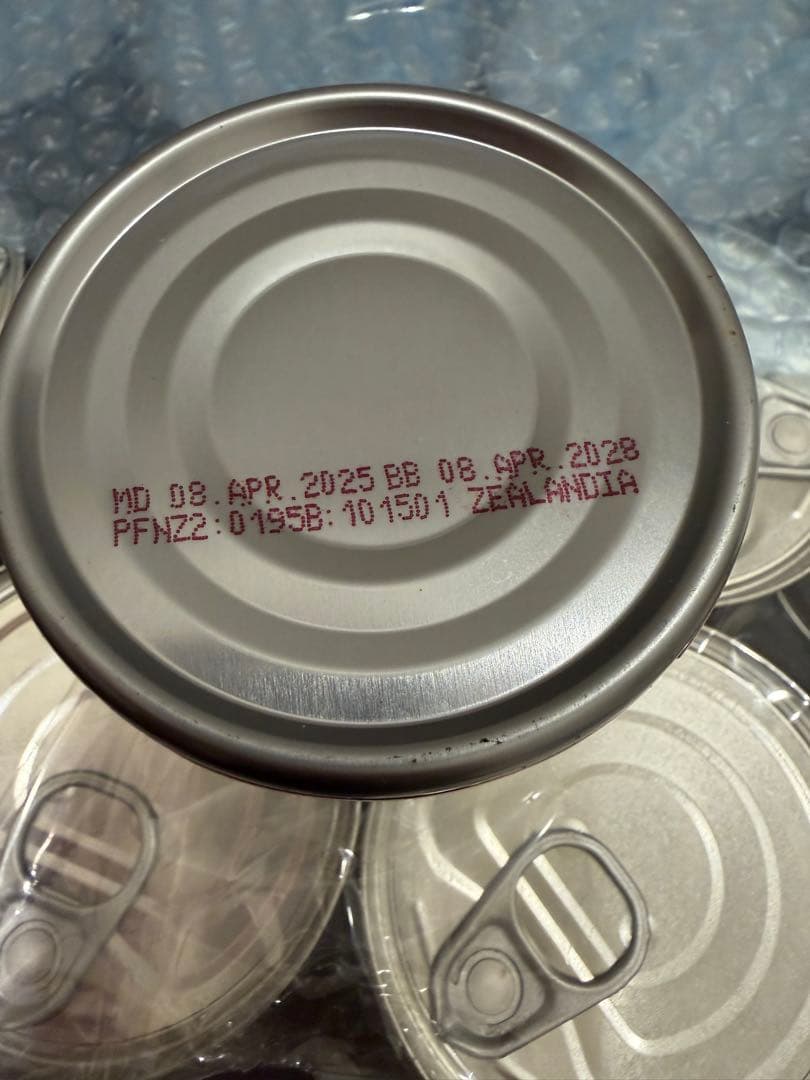 MD 08.APR.2025 BB 08.APR.2028
PFNZ2:0195B:101501 ZEALANDIA